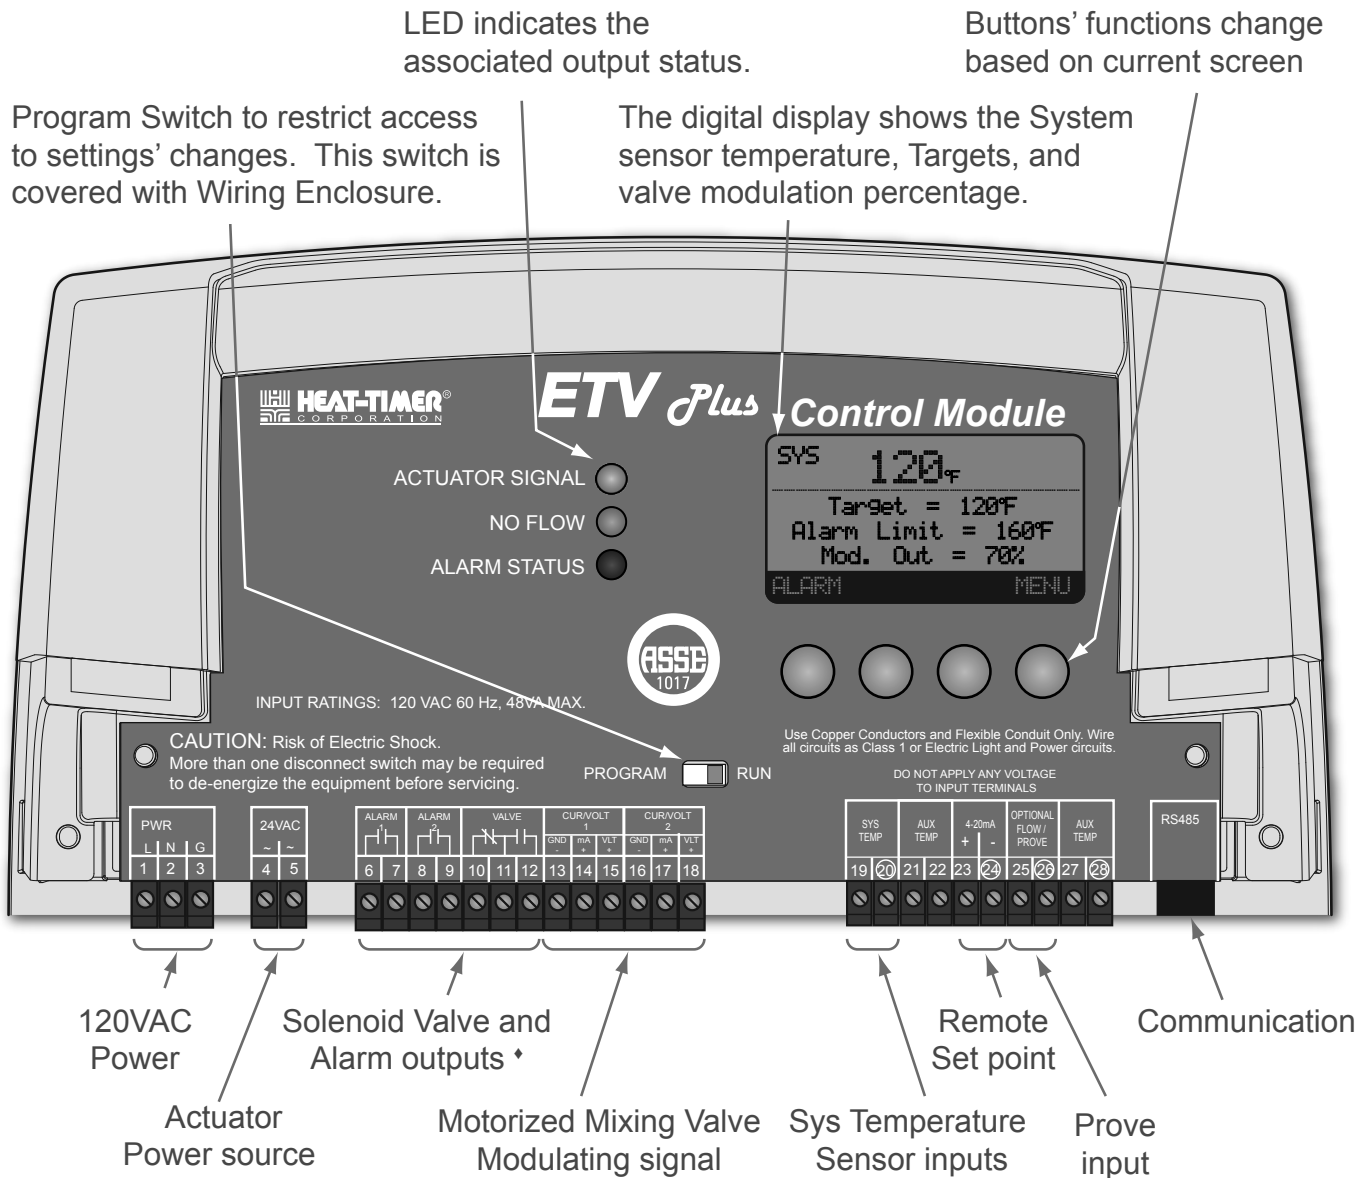 LED indicates the
associated output status.
Buttons’ functions change
based on current screen
Program Switch to restrict access
to settings’ changes.  This switch is
covered with Wiring Enclosure.
The digital display shows the System
sensor temperature, Targets, and
valve modulation percentage.
HEAT-TIMER®
CORPORATION
ETV Plus Control Module
SYS 120°F
Target = 120°F
Alarm Limit = 160°F
Mod. Out = 70%
ALARM MENU
ACTUATOR SIGNAL
NO FLOW
ALARM STATUS
ASSE
1017
INPUT RATINGS:  120 VAC 60 Hz, 48VA MAX.
CAUTION: Risk of Electric Shock.
More than one disconnect switch may be required
to de-energize the equipment before servicing.
PROGRAM RUN
Use Copper Conductors and Flexible Conduit Only. Wire
all circuits as Class 1 or Electric Light and Power circuits.
DO NOT APPLY ANY VOLTAGE
TO INPUT TERMINALS
PWR
L N G
1 2 3
24VAC
~ ~
4 5
ALARM
1
ALARM
2
VALVE
CUR/VOLT
1
GND mA VLT
- + +
CUR/VOLT
2
GND mA VLT
- + +
6 7 8 9 10 11 12 13 14 15 16 17 18
SYS
TEMP
AUX
TEMP
4-20mA
+ -
OPTIONAL
FLOW /
PROVE
AUX
TEMP
19 20 21 22 23 24 25 26 27 28
RS485
120VAC
Power
Solenoid Valve and
Alarm outputs ♦
Remote
Set point
Communication
Actuator
Power source
Motorized Mixing Valve
Modulating signal
Sys Temperature
Sensor inputs
Prove
input